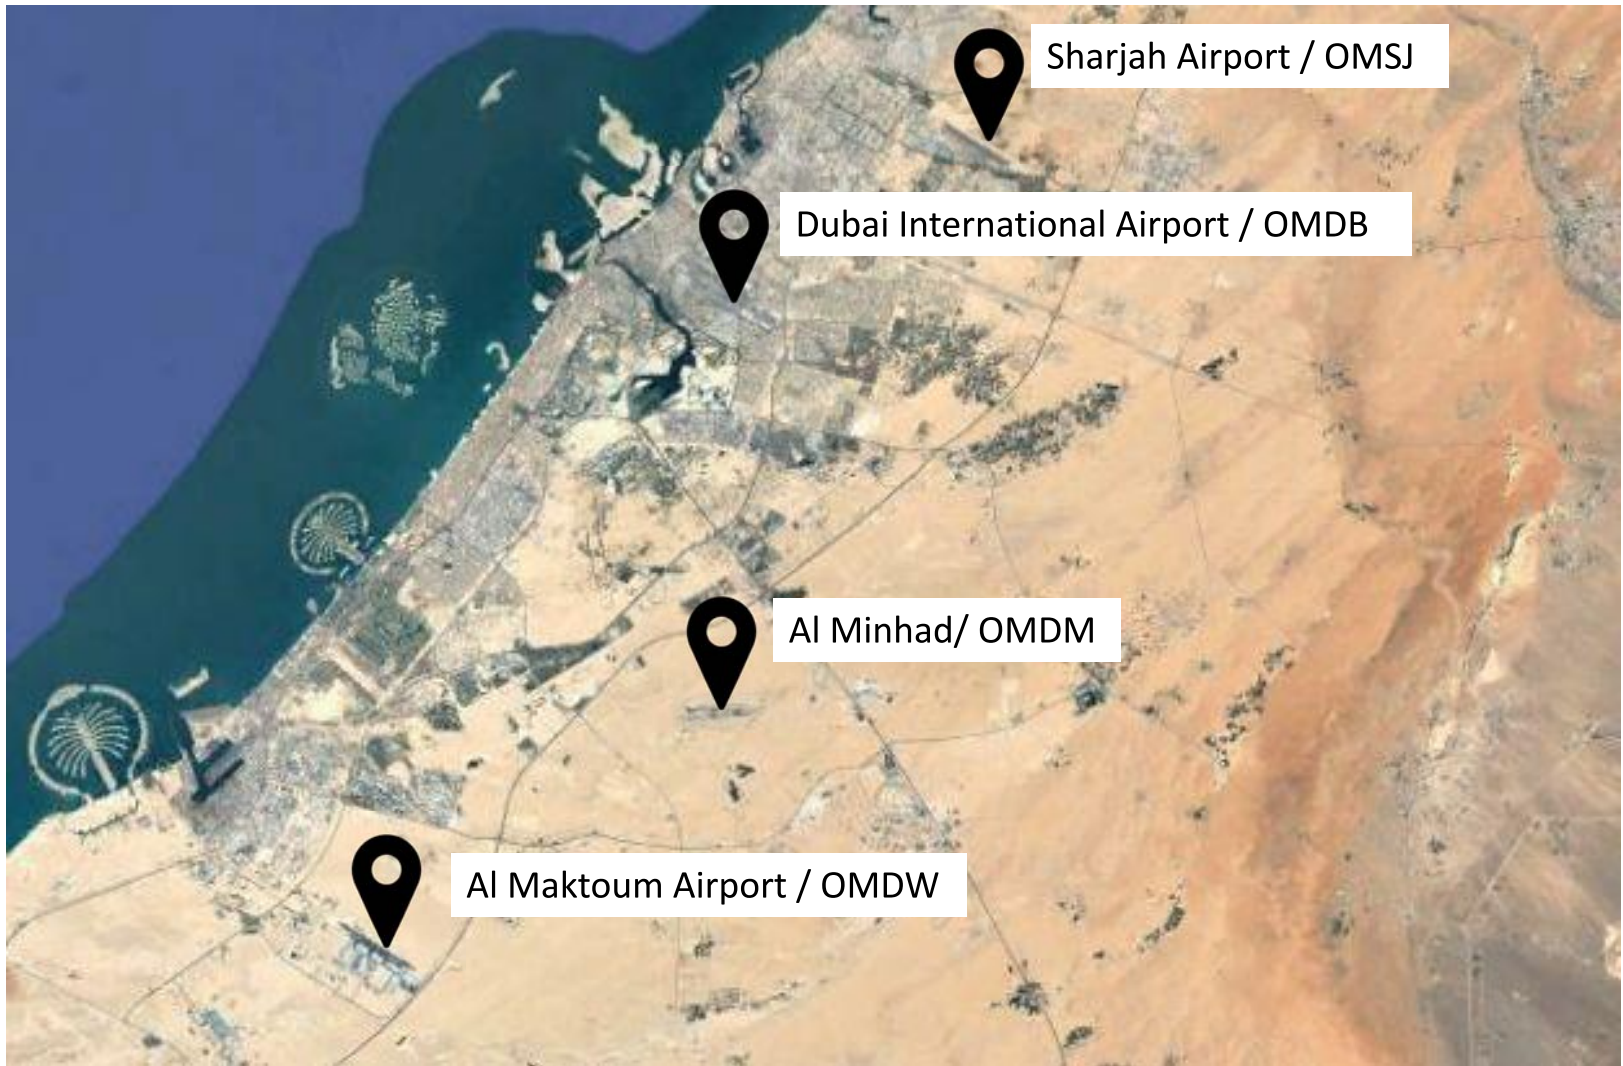 Sharjah Airport / OMSJ
Dubai International Airport / OMDB
Al Minhad/ OMDM
Al Maktoum Airport / OMDW